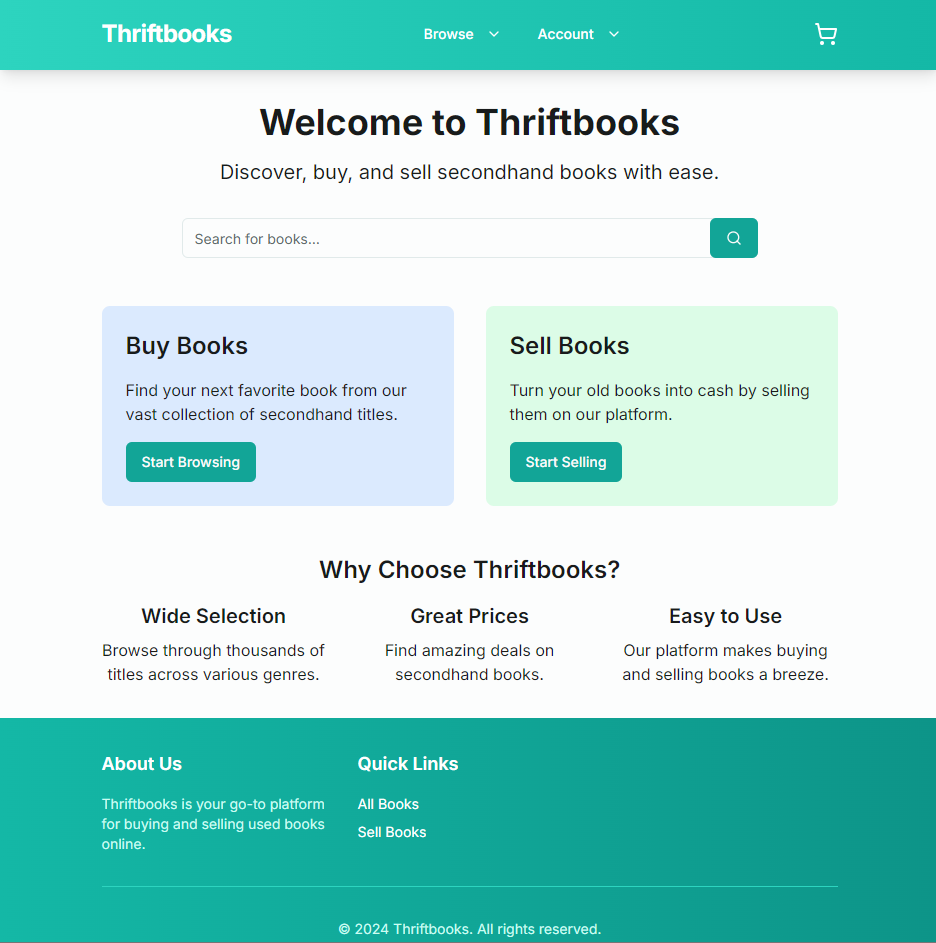 Thriftbooks
Browse
Account
Welcome to Thriftbooks
Discover, buy, and sell secondhand books with ease.
Search for books...
Buy Books
Find your next favorite book from our
vast collection of secondhand titles.
Start Browsing
Sell Books
Turn your old books into cash by selling
them on our platform.
Start Selling
Why Choose Thriftbooks?
Wide Selection
Browse through thousands of
titles across various genres.
Great Prices
Find amazing deals on
secondhand books.
Easy to Use
Our platform makes buying
and selling books a breeze.
About Us
Thriftbooks is your go-to platform
for buying and selling used books
online.
Quick Links
All Books
Sell Books
© 2024 Thriftbooks. All rights reserved.